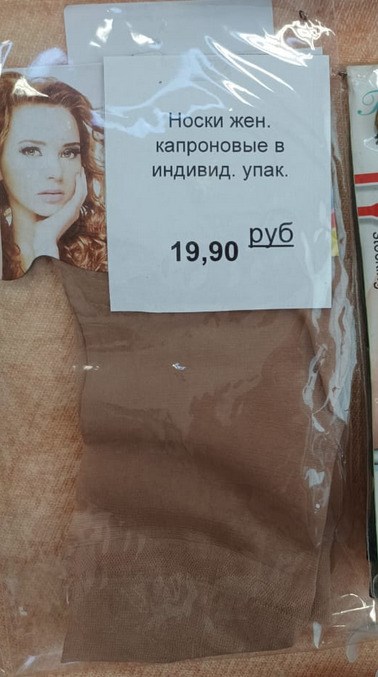 Носки жен.
капроновые в
индивид. упак.
19,90 руб